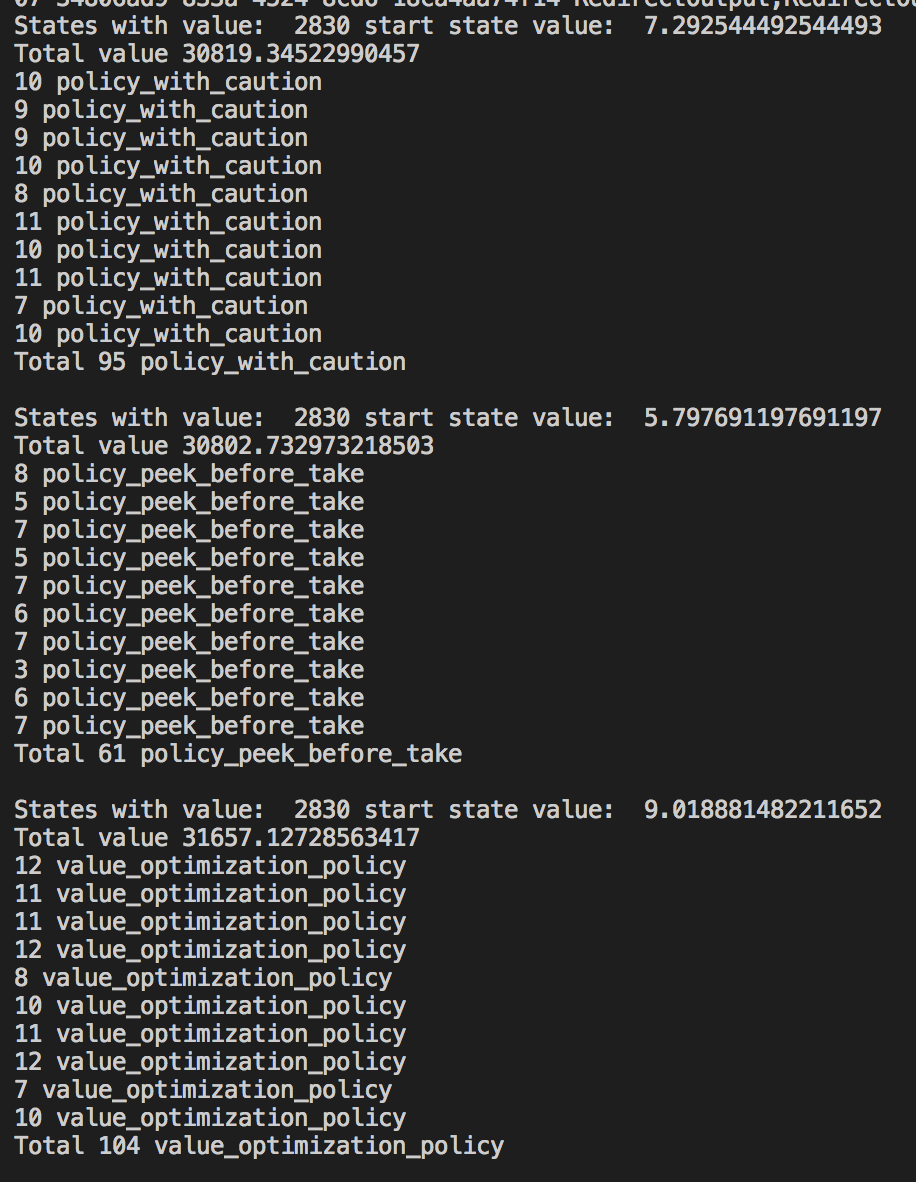 States with value:  2830 start state value:  7.292544492544493
Total value 30819.34522990457
10 policy_with_caution
9 policy_with_caution
9 policy_with_caution
10 policy_with_caution
8 policy_with_caution
11 policy_with_caution
10 policy_with_caution
11 policy_with_caution
7 policy_with_caution
10 policy_with_caution
Total 95 policy_with_caution
States with value:  2830 start state value:  5.797691197691197
Total value 30802.732973218503
8 policy_peek_before_take
5 policy_peek_before_take
7 policy_peek_before_take
5 policy_peek_before_take
7 policy_peek_before_take
6 policy_peek_before_take
7 policy_peek_before_take
3 policy_peek_before_take
6 policy_peek_before_take
7 policy_peek_before_take
Total 61 policy_peek_before_take
States with value:  2830 start state value:  9.0188881482211652
Total value 31657.12728563417
12 value_optimization_policy
11 value_optimization_policy
11 value_optimization_policy
12 value_optimization_policy
8 value_optimization_policy
10 value_optimization_policy
11 value_optimization_policy
12 value_optimization_policy
7 value_optimization_policy
10 value_optimization_policy
Total 104 value_optimization_policy